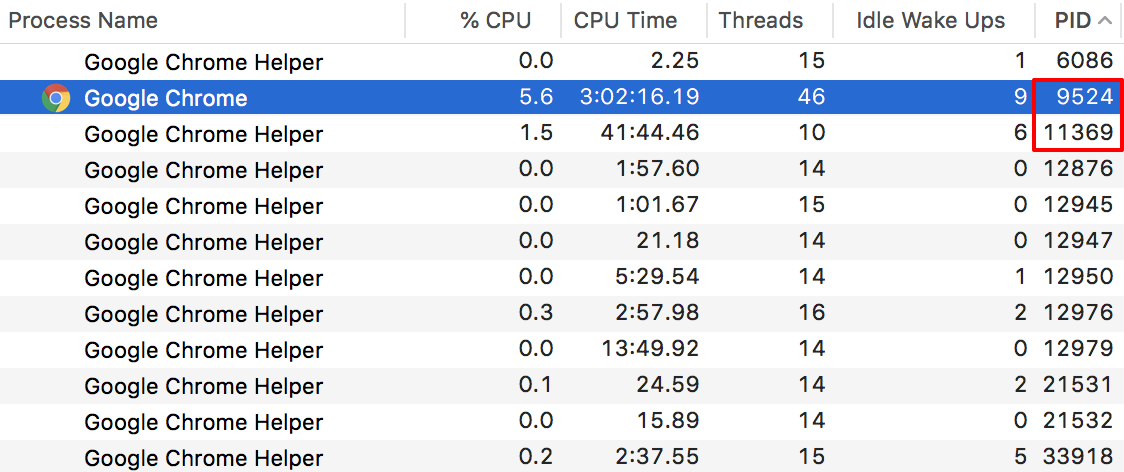 Process Name % CPU CPU Time Threads Idle Wake Ups PID
Google Chrome Helper 0.0 2.25 15 1 6086
Google Chrome 5.6 3:02:16.19 46 9 9524
Google Chrome Helper 1.5 41:44.46 10 6 11369
Google Chrome Helper 0.0 1:57.60 14 0 12876
Google Chrome Helper 0.0 1:01.67 15 0 12945
Google Chrome Helper 0.0 21.18 14 0 12947
Google Chrome Helper 0.0 5:29.54 14 1 12950
Google Chrome Helper 0.3 2:57.98 16 2 12976
Google Chrome Helper 0.0 13:49.92 14 0 12979
Google Chrome Helper 0.1 24.59 14 2 21531
Google Chrome Helper 0.0 15.89 14 0 21532
Google Chrome Helper 0.2 2:37.55 15 5 33918